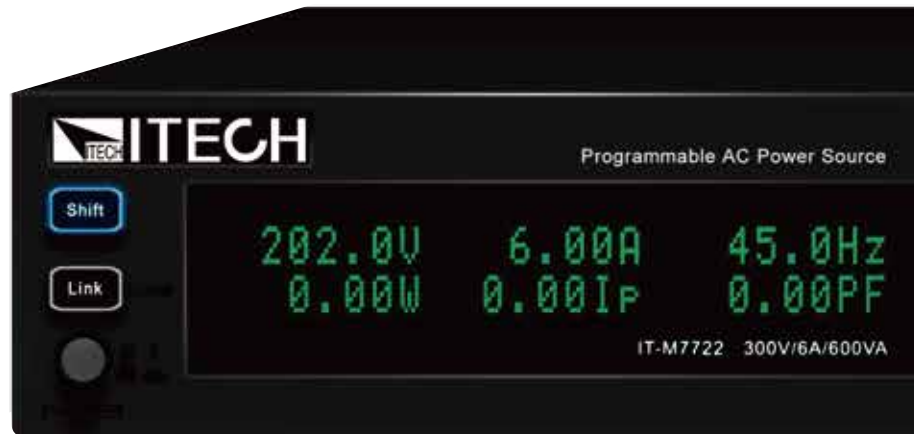 ITECH ITECH
Programmable AC Power Source
Shift
202.0V 6.00A 45.0Hz
Link
0.00W 0.00Ip 0.00PF
IT-M7722 300V/6A/600VA